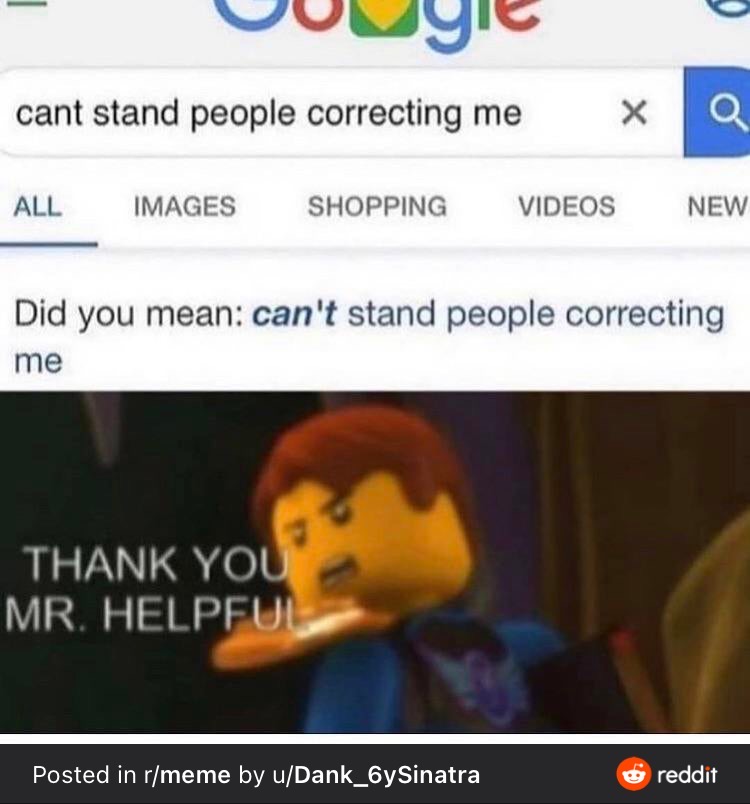 Google
cant stand people correcting me
ALL IMAGES SHOPPING VIDEOS NEW
Did you mean: can't stand people correcting
me
THANK YOU
MR. HELPFUL
Posted in r/meme by u/Dank_6ySinatra reddit